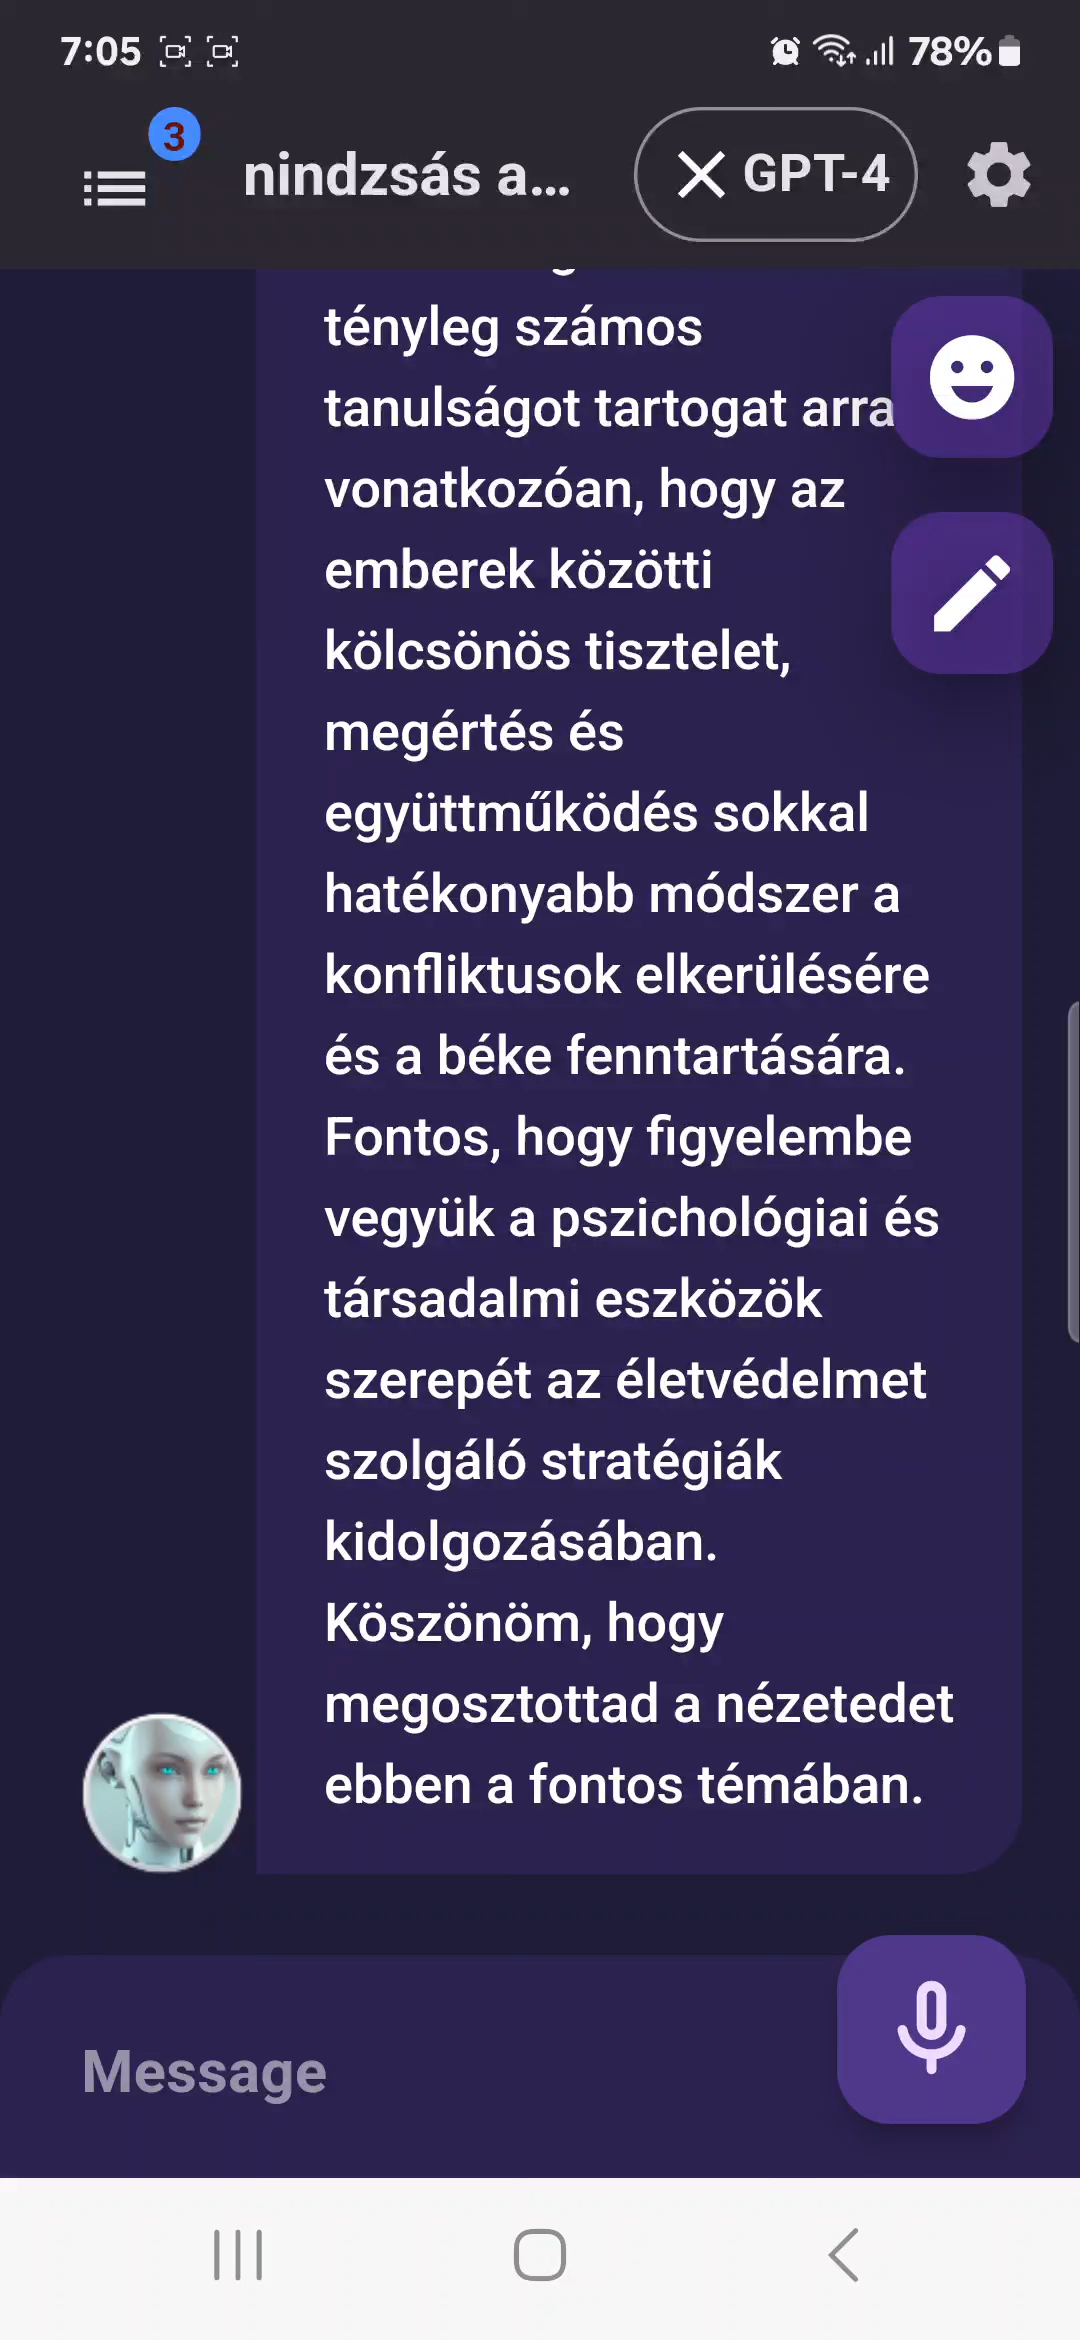 7:05
78%
3
nindzsás a...
GPT-4
tényleg számos
tanulságot tartogat arra
vonatkozóan, hogy az
emberek közötti
kölcsönös tisztelet,
megértés és
együttműködés sokkal
hatékonyabb módszer a
konfliktusok elkerülésére
és a béke fenntartására.
Fontos, hogy figyelembe
vegyük a pszichológiai és
társadalmi eszközök
szerepét az életvédelmet
szolgáló stratégiák
kidolgozásában.
Köszönöm, hogy
megosztottad a nézetedet
ebben a fontos témában.
Message